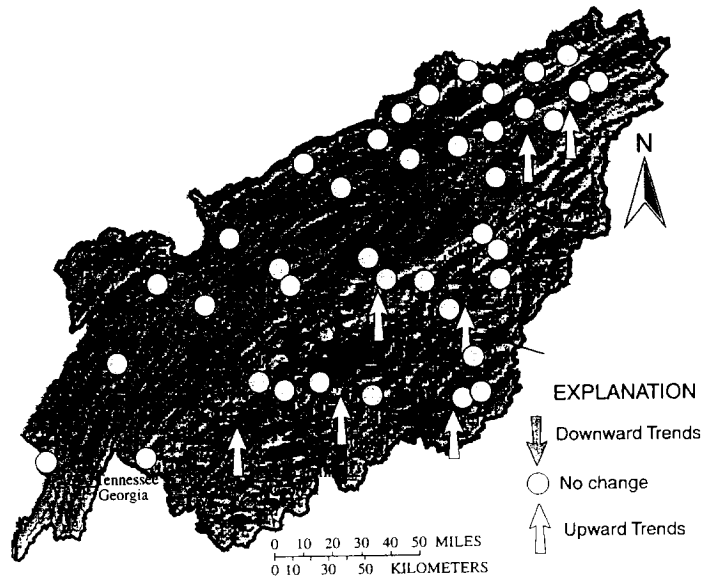 N
EXPLANATION
Downward Trends
No change
Upward Trends
Tennessee
Georgia
0 10 20 30 40 50 MILES
0 10 30 50 KILOMETERS